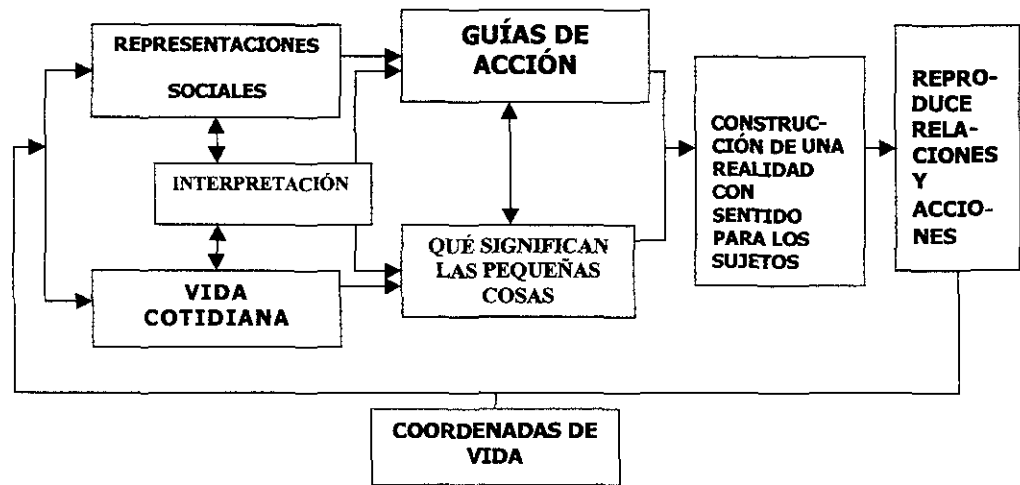 REPRESENTACIONES
SOCIALES
INTERPRETACIÓN
VIDA
COTIDIANA
GUÍAS DE
ACCIÓN
QUÉ SIGNIFICAN
LAS PEQUEÑAS
COSAS
CONSTRUC-
CIÓN DE UNA
REALIDAD
CON
SENTIDO
PARA LOS
SUJETOS
REPRO-
DUCE
RELA-
CIONES
Y
ACCIO-
NES
COORDENADAS DE
VIDA